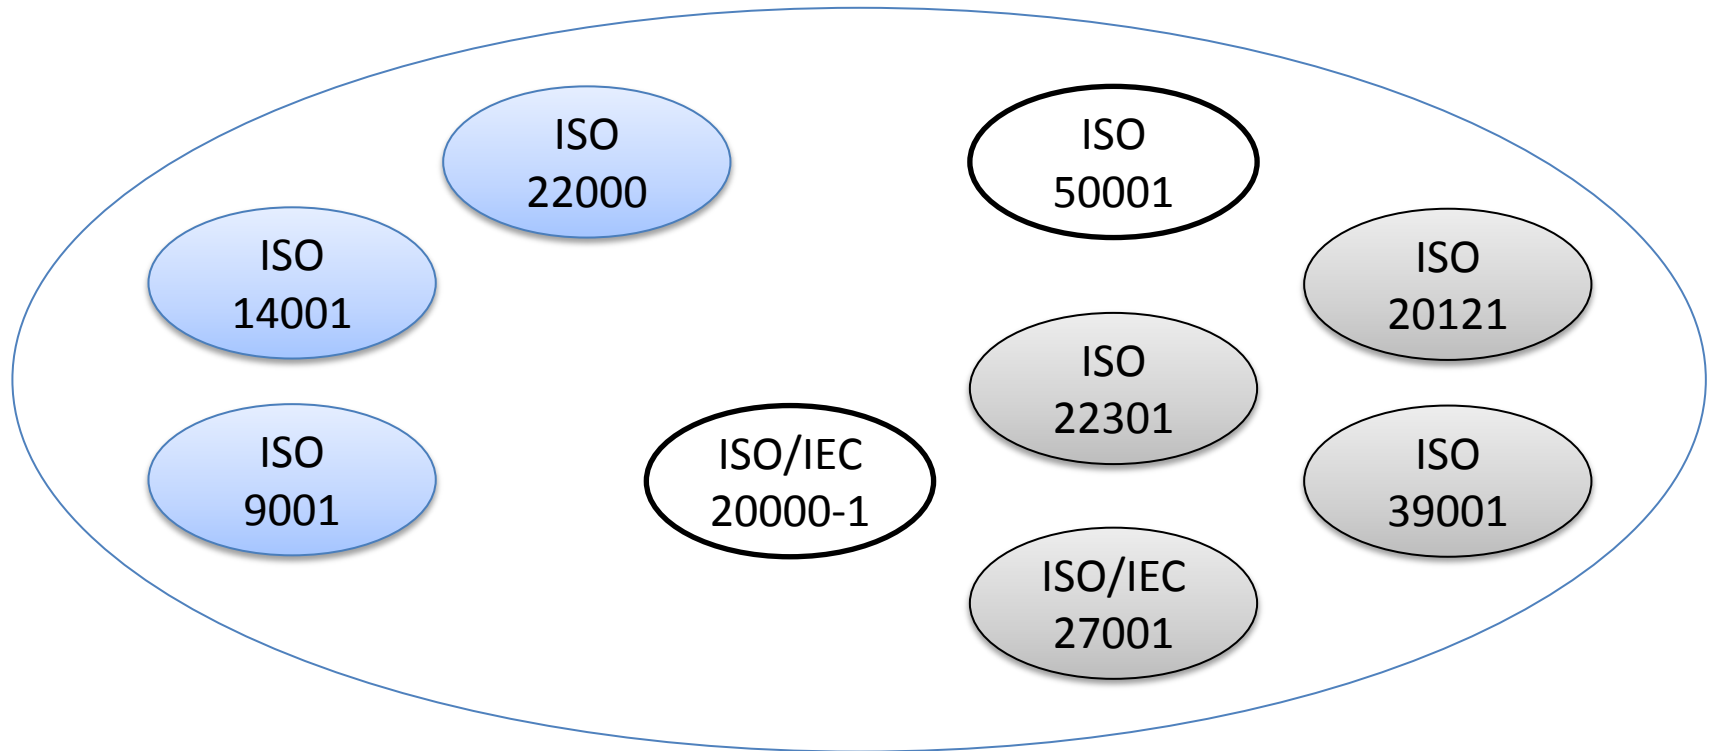 ISO
22000
ISO
50001
ISO
14001
ISO
20121
ISO
22301
ISO
9001
ISO/IEC
20000-1
ISO
39001
ISO/IEC
27001